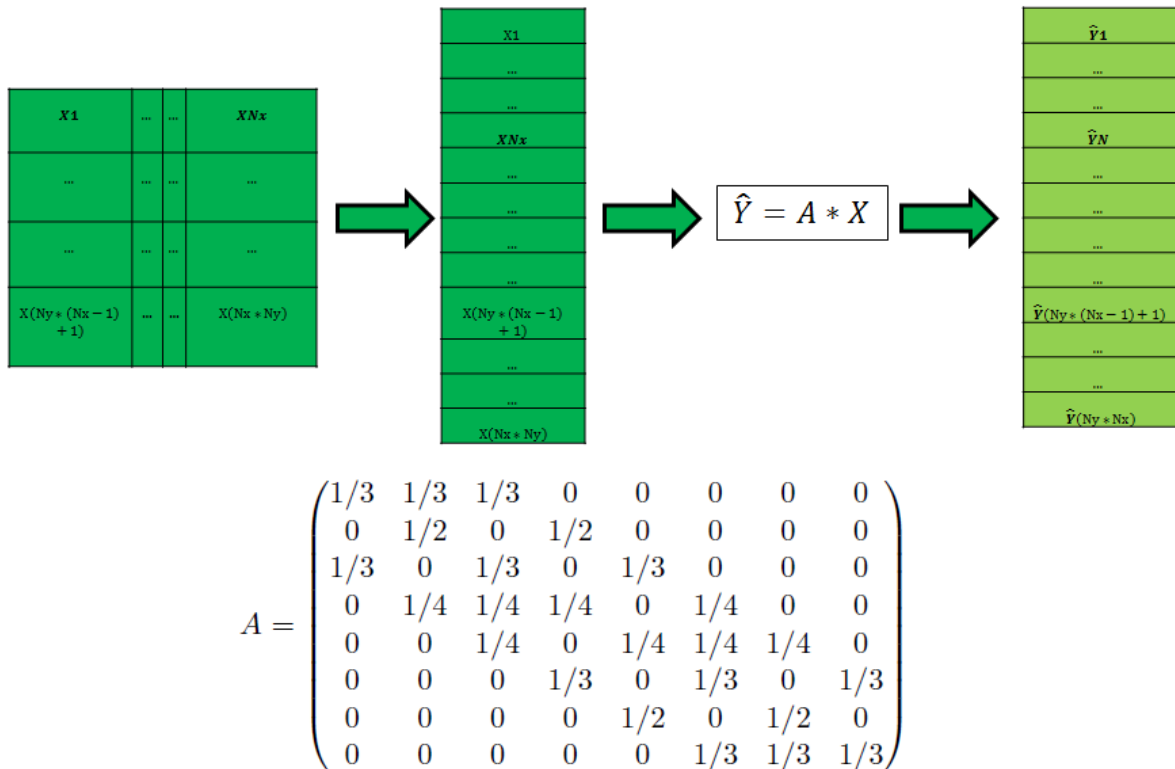 X1 ... ... XNx
... ... ... ...
... ... ... ...
X(Ny∗(Nx−1) ... ... X(Nx∗Ny)
+1)
X1
...
...
XNx
...
...
...
...
X(Ny∗(Nx−1)
+1)
...
...
X(Nx∗Ny)
Ŷ = A ∗ X
Ŷ1
...
...
ŶN
...
...
...
...
Ŷ(Ny∗(Nx−1)+1)
...
...
Ŷ(Ny∗Nx)
1/3 1/3 1/3 0 0 0 0 0
0 1/2 0 1/2 0 0 0 0
1/3 0 1/3 0 1/3 0 0 0
0 1/4 1/4 1/4 0 1/4 0 0
A =
0 0 1/4 0 1/4 1/4 1/4 0
0 0 0 1/3 0 1/3 0 1/3
0 0 0 0 1/2 0 1/2 0
0 0 0 0 0 1/3 1/3 1/3